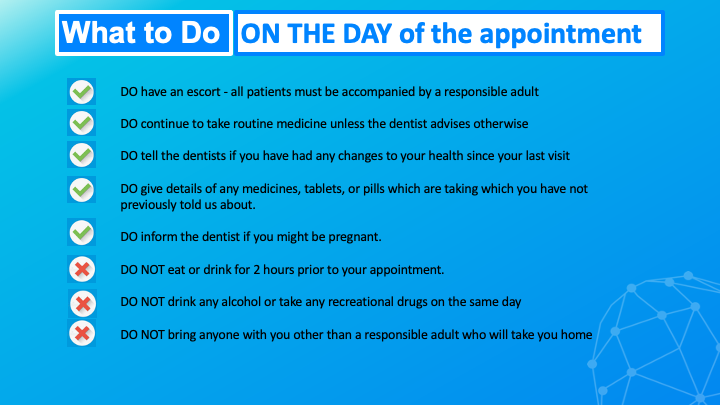 What to Do ON THE DAY of the appointment
DO have an escort - all patients must be accompanied by a responsible adult
DO continue to take routine medicine unless the dentist advises otherwise
DO tell the dentists if you have had any changes to your health since your last visit
DO give details of any medicines, tablets, or pills which are taking which you have not
previously told us about.
DO inform the dentist if you might be pregnant.
DO NOT eat or drink for 2 hours prior to your appointment.
DO NOT drink any alcohol or take any recreational drugs on the same day
DO NOT bring anyone with you other than a responsible adult who will take you home